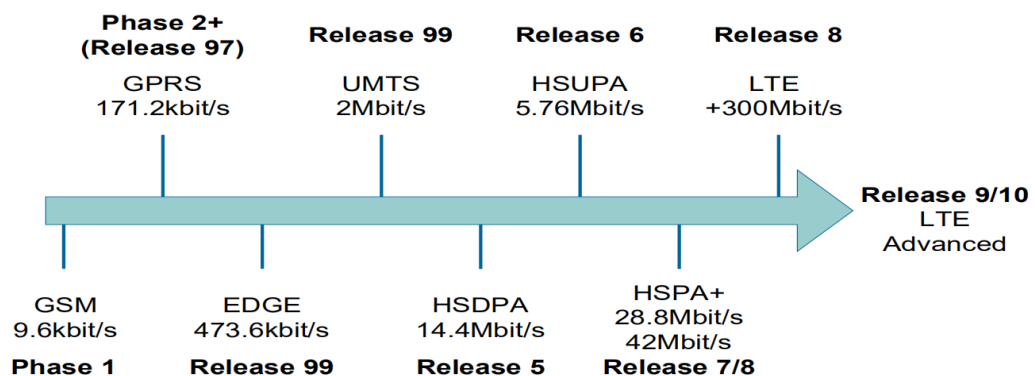 Phase 2+
(Release 97)
GPRS
171.2kbit/s
Release 99
UMTS
2Mbit/s
Release 6
HSUPA
5.76Mbit/s
Release 8
LTE
+300Mbit/s
Release 9/10
LTE
Advanced
GSM
9.6kbit/s
Phase 1
EDGE
473.6kbit/s
Release 99
HSDPA
14.4Mbit/s
Release 5
HSPA+
28.8Mbit/s
42Mbit/s
Release 7/8